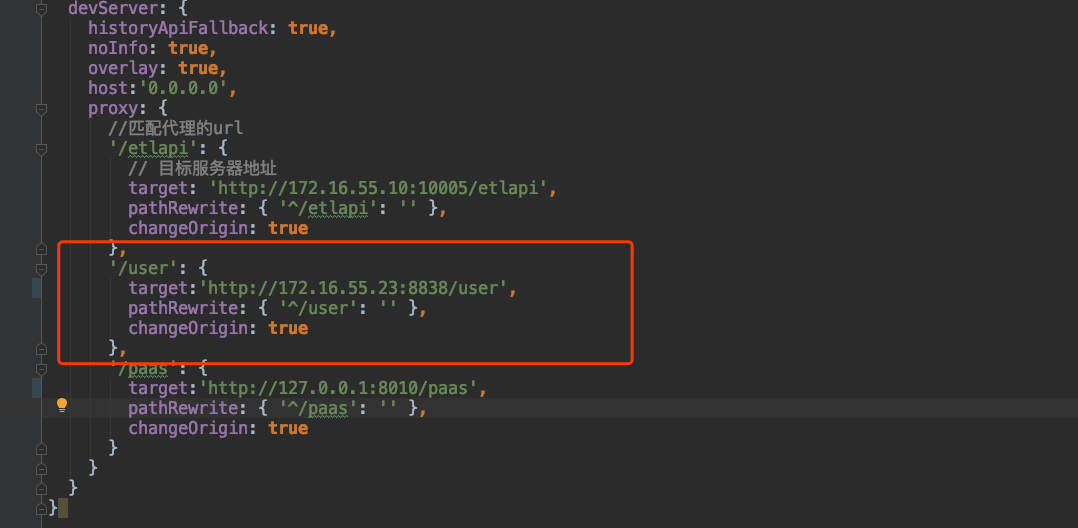 devServer: {
historyApiFallback: true,
noInfo: true,
overlay: true,
host:'0.0.0.0',
proxy: {
//匹配代理的url
'/etlapi': {
// 目标服务器地址
target: 'http://172.16.55.10:10005/etlapi',
pathRewrite: { '^/etlapi': '' },
changeOrigin: true
},
'/user': {
target:'http://172.16.55.23:8838/user',
pathRewrite: { '^/user': '' },
changeOrigin: true
},
'/paas': {
target:'http://127.0.0.1:8010/paas',
pathRewrite: { '^/paas': '' },
changeOrigin: true
}
}
}
}